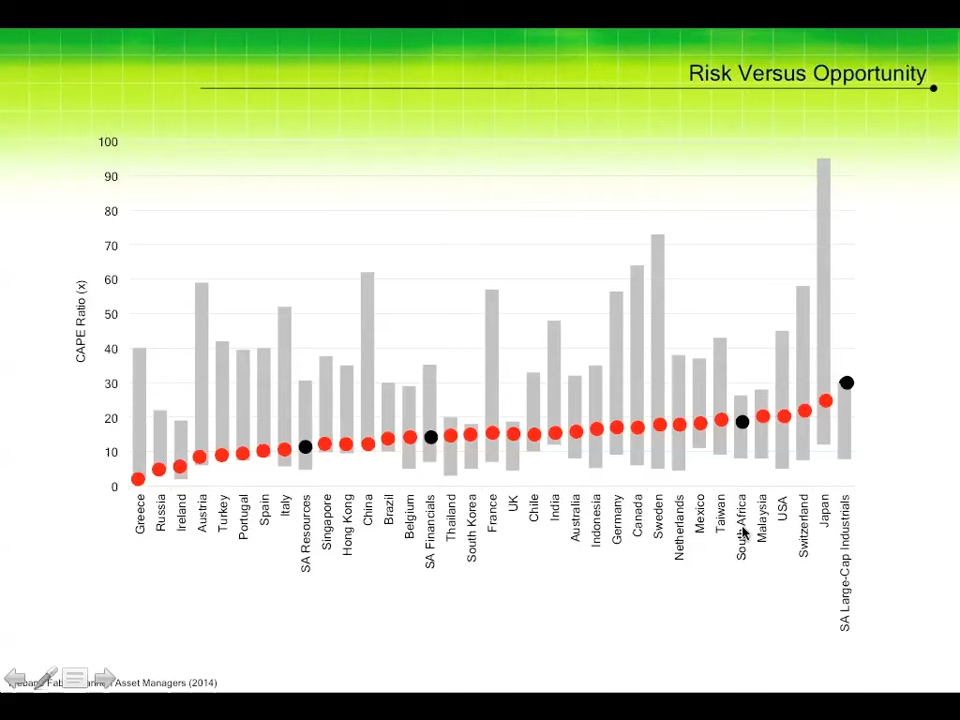 Risk Versus Opportunity
100
90
80
70
60
50
40
30
20
10
0
CAPE Ratio (x)
Greece
Russia
Ireland
Austria
Turkey
Portugal
Spain
Italy
SA Resources
Singapore
Hong Kong
China
Brazil
Belgium
SA Financials
Thailand
South Korea
France
UK
Chile
India
Australia
Indonesia
Germany
Canada
Sweden
Netherlands
Mexico
Taiwan
South Africa
Malaysia
USA
Switzerland
Japan
SA Large-Cap Industrials
Asset Managers (2014)